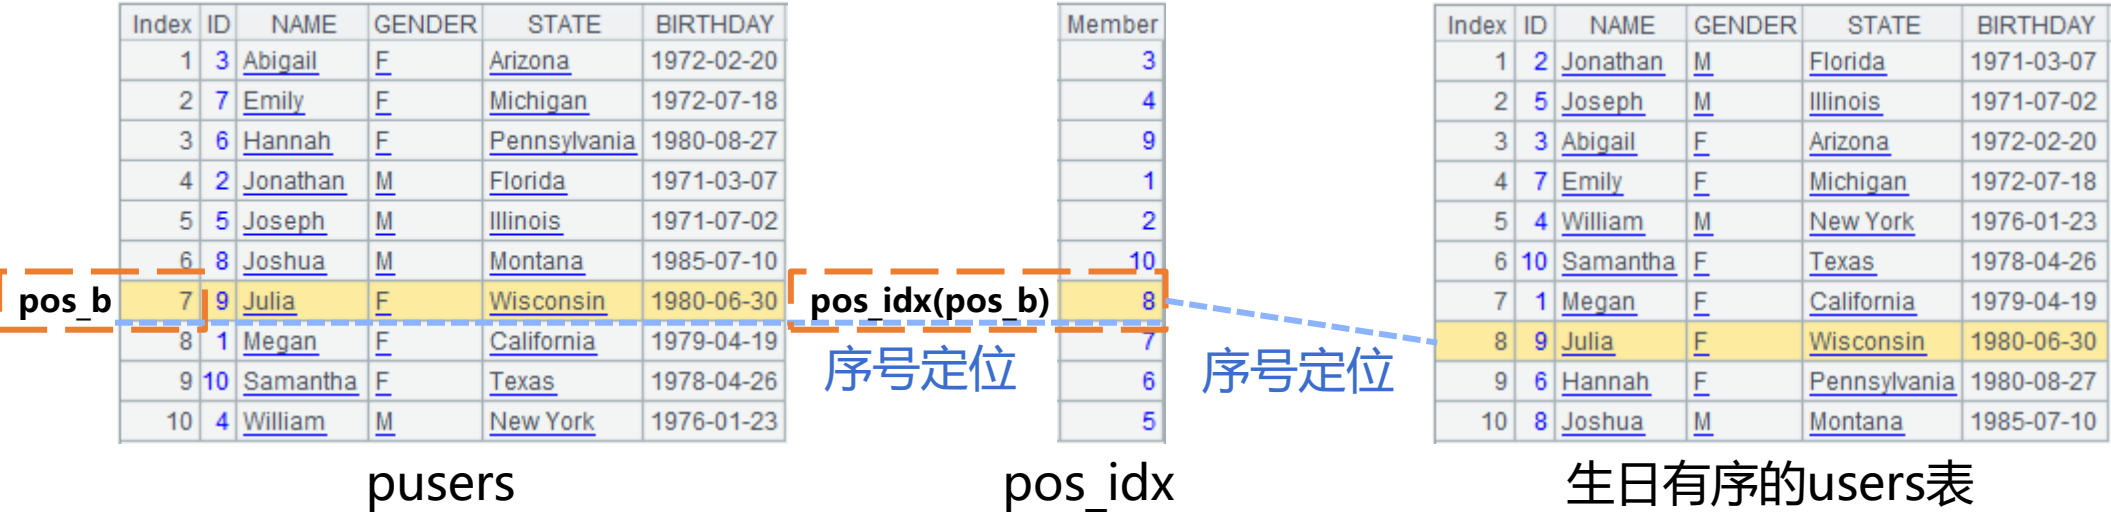 Index ID NAME GENDER STATE BIRTHDAY
1 3 Abigail F Arizona 1972-02-20
2 7 Emily F Michigan 1972-07-18
3 6 Hannah F Pennsylvania 1980-08-27
4 2 Jonathan M Florida 1971-03-07
5 5 Joseph M Illinois 1971-07-02
6 8 Joshua M Montana 1985-07-10
pos_b
7 9 Julia F Wisconsin 1980-06-30
8 1 Megan F California 1979-04-19
9 10 Samantha F Texas 1978-04-26
10 4 William M New York 1976-01-23
pusers
Member
3
4
9
1
2
10
pos_idx(pos_b)
8
7
6
5
序号定位
pos_idx
序号定位
Index ID NAME GENDER STATE BIRTHDAY
1 2 Jonathan M Florida 1971-03-07
2 5 Joseph M Illinois 1971-07-02
3 3 Abigail F Arizona 1972-02-20
4 7 Emily F Michigan 1972-07-18
5 4 William M New York 1976-01-23
6 10 Samantha F Texas 1978-04-26
7 1 Megan F California 1979-04-19
8 9 Julia F Wisconsin 1980-06-30
9 6 Hannah F Pennsylvania 1980-08-27
10 8 Joshua M Montana 1985-07-10
生日有序的users表